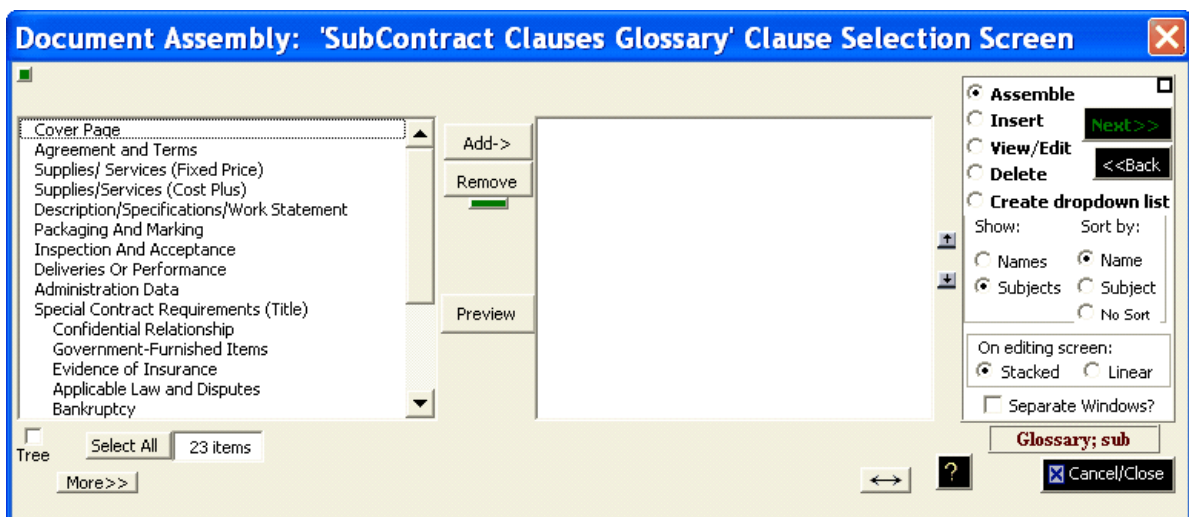 Document Assembly: 'SubContract Clauses Glossary' Clause Selection Screen
Cover Page
Agreement and Terms
Supplies/ Services (Fixed Price)
Supplies/Services (Cost Plus)
Description/Specifications/Work Statement
Packaging And Marking
Inspection And Acceptance
Deliveries Or Performance
Administration Data
Special Contract Requirements (Title)
Confidential Relationship
Government-Furnished Items
Evidence of Insurance
Applicable Law and Disputes
Bankruptcy
Tree
Select All
23 items
More>>
Add->
Remove
Preview
Assemble
Insert
Next>>
View/Edit
<<Back
Delete
Create dropdown list
Show: Sort by:
Names Name
Subjects Subject
No Sort
On editing screen:
Stacked Linear
Separate Windows?
Glossary; sub
?
Cancel/Close